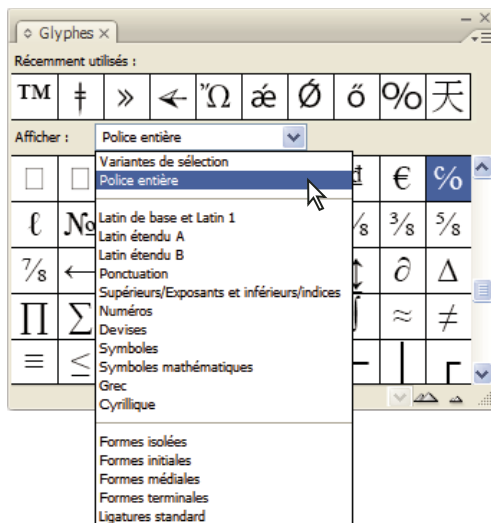 Glyphes
Récemment utilisés :
™ ǂ » Ὢ ǽ Ǿ ő % 天
Afficher : Police entière
Variantes de sélection
Police entière
Latin de base et Latin 1
Latin étendu A
Latin étendu B
Ponctuation
Supérieurs/Exposants et inférieurs/indices
Numéros
Devises
Symboles
Symboles mathématiques
Grec
Cyrillique
Formes isolées
Formes initiales
Formes médiales
Formes terminales
Ligatures standard
€ ℅
ℓ № ⅜ ⅝
⅞ ← ∂ ∆
∏ ∑ ≈ ≠
≡ ≤